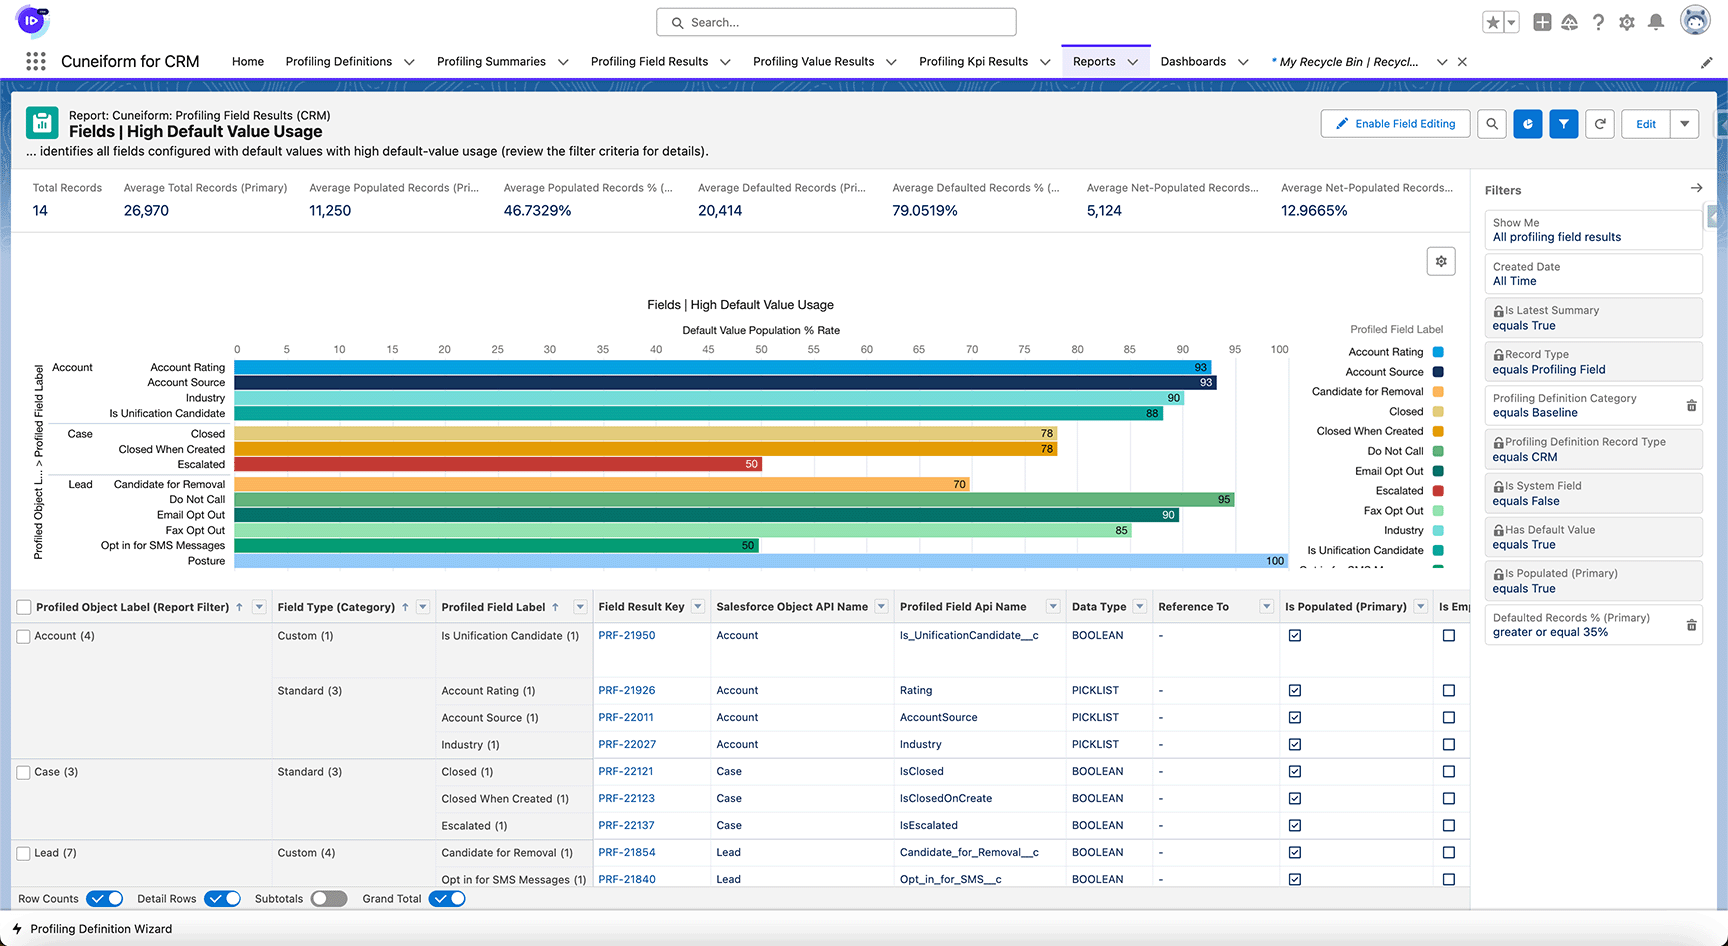 Search...
Cuneiform for CRM
Home
Profiling Definitions
Profiling Summaries
Profiling Field Results
Profiling Value Results
Profiling Kpi Results
Reports
Dashboards
* My Recycle Bin | Recycl...
Report: Cuneiform: Profiling Field Results (CRM)
Fields | High Default Value Usage
... identifies all fields configured with default values with high default-value usage (review the filter criteria for details).
Enable Field Editing
Edit
Total Records
14
Average Total Records (Primary)
26,970
Average Populated Records (Pri...
11,250
Average Populated Records % (...
46.7329%
Average Defaulted Records (Pri...
20,414
Average Defaulted Records % (...
79.0519%
Average Net-Populated Records...
5,124
Average Net-Populated Records...
12.9665%
Fields | High Default Value Usage
Default Value Population % Rate
0 5 10 15 20 25 30 35 40 45 50 55 60 65 70 75 80 85 90 95 100
Profiled Object L... > Profiled Field Label
Account
Account Rating 93
Account Source 93
Industry 90
Is Unification Candidate 88
Case
Closed 78
Closed When Created 78
Escalated 50
Lead
Candidate for Removal 70
Do Not Call 95
Email Opt Out 90
Fax Opt Out 85
Opt in for SMS Messages 50
Posture 100
Profiled Field Label
Account Rating
Account Source
Candidate for Removal
Closed
Closed When Created
Do Not Call
Email Opt Out
Escalated
Fax Opt Out
Industry
Is Unification Candidate
Profiled Object Label (Report Filter) ↑ Field Type (Category) ↑ Profiled Field Label ↑ Field Result Key Salesforce Object API Name Profiled Field Api Name Data Type Reference To Is Populated (Primary) Is Emp
Account (4) Custom (1) Is Unification Candidate (1) PRF-21950 Account Is_UnificationCandidate__c BOOLEAN -
Standard (3) Account Rating (1) PRF-21926 Account Rating PICKLIST -
Account Source (1) PRF-22011 Account AccountSource PICKLIST -
Industry (1) PRF-22027 Account Industry PICKLIST -
Case (3) Standard (3) Closed (1) PRF-22121 Case IsClosed BOOLEAN -
Closed When Created (1) PRF-22123 Case IsClosedOnCreate BOOLEAN -
Escalated (1) PRF-22137 Case IsEscalated BOOLEAN -
Lead (7) Custom (4) Candidate for Removal (1) PRF-21854 Lead Candidate_for_Removal__c BOOLEAN -
Opt in for SMS Messages (1) PRF-21840 Lead Opt_in_for_SMS__c BOOLEAN -
Row Counts
Detail Rows
Subtotals
Grand Total
Filters
Show Me
All profiling field results
Created Date
All Time
Is Latest Summary
equals True
Record Type
equals Profiling Field
Profiling Definition Category
equals Baseline
Profiling Definition Record Type
equals CRM
Is System Field
equals False
Has Default Value
equals True
Is Populated (Primary)
equals True
Defaulted Records % (Primary)
greater or equal 35%
Profiling Definition Wizard